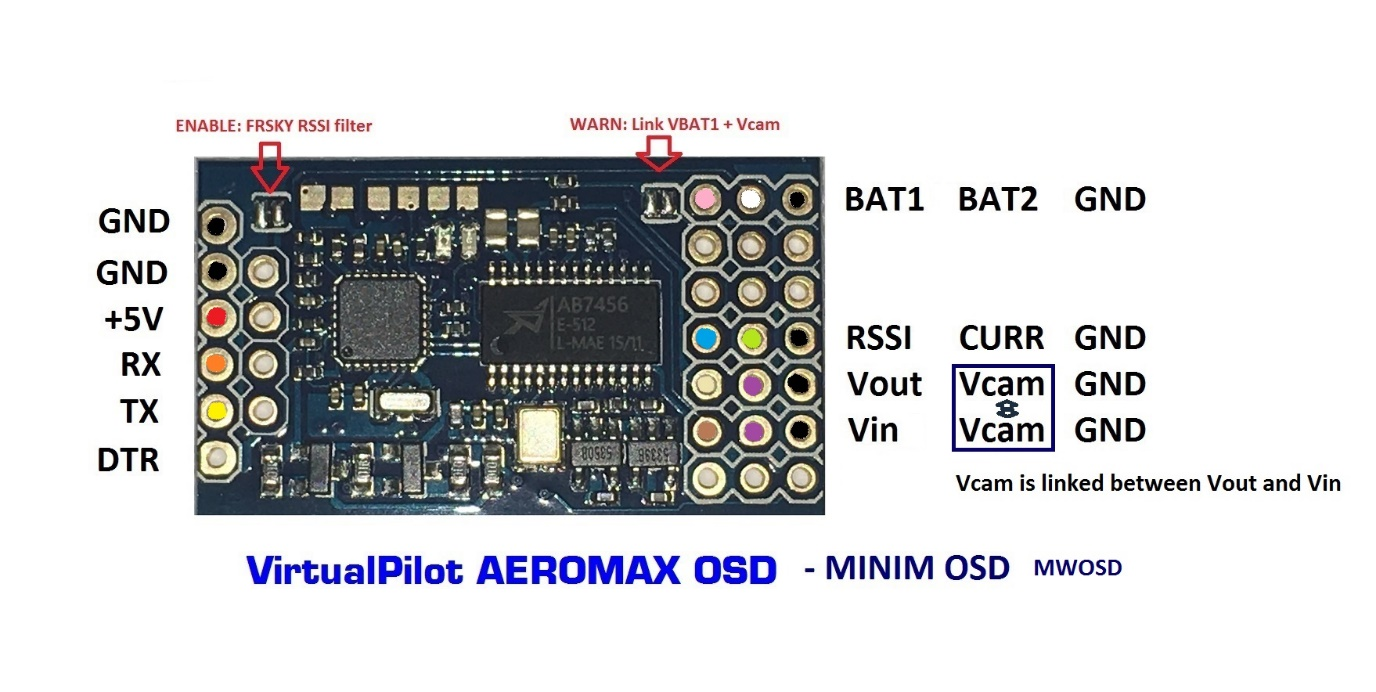 ENABLE: FRSKY RSSI filter
WARN: Link VBAT1 + Vcam
GND
GND
+5V
RX
TX
DTR
AB7456
E-512
L-MAE 15/11
5350B
5339B
BAT1 BAT2 GND
RSSI CURR GND
Vout Vcam GND
Vin Vcam GND
Vcam is linked between Vout and Vin
VirtualPilot AEROMAX OSD - MINIM OSD MWOSD